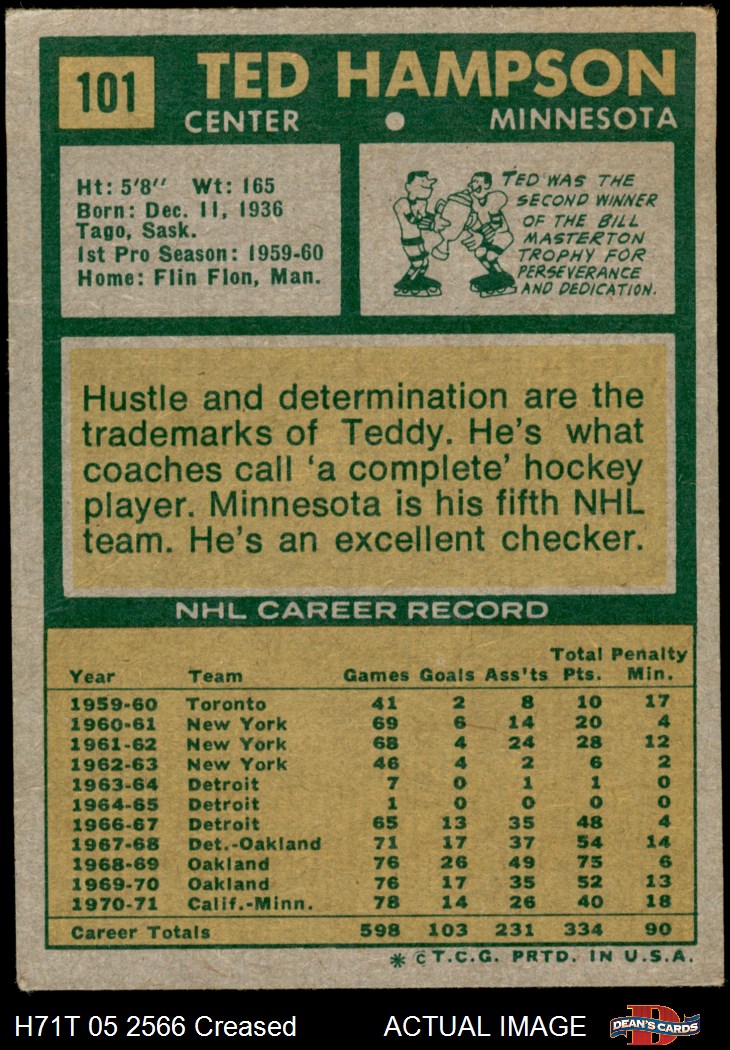 101
TED HAMPSON
CENTER • MINNESOTA
Ht: 5'8'' Wt: 165
Born: Dec. 11, 1936
Tago, Sask.
1st Pro Season: 1959-60
Home: Flin Flon, Man.
TED WAS THE
SECOND WINNER
OF THE BILL
MASTERTON
TROPHY FOR
PERSEVERANCE
AND DEDICATION.
Hustle and determination are the
trademarks of Teddy. He's what
coaches call 'a complete' hockey
player. Minnesota is his fifth NHL
team. He's an excellent checker.
NHL CAREER RECORD
Year Team Games Goals Ass'ts Total Pts. Penalty Min.
1959-60 Toronto 41 2 8 10 17
1960-61 New York 69 6 14 20 4
1961-62 New York 68 4 24 28 12
1962-63 New York 46 4 2 6 2
1963-64 Detroit 7 0 1 1 0
1964-65 Detroit 1 0 0 0 0
1966-67 Detroit 65 13 35 48 4
1967-68 Det.-Oakland 71 17 37 54 14
1968-69 Oakland 76 26 49 75 6
1969-70 Oakland 76 17 35 52 13
1970-71 Calif.-Minn. 78 14 26 40 18
Career Totals 598 103 231 334 90
* © T.C.G. PRTD. IN U.S.A.
H71T 05 2566 Creased ACTUAL IMAGE
D
DEAN'S CARDS